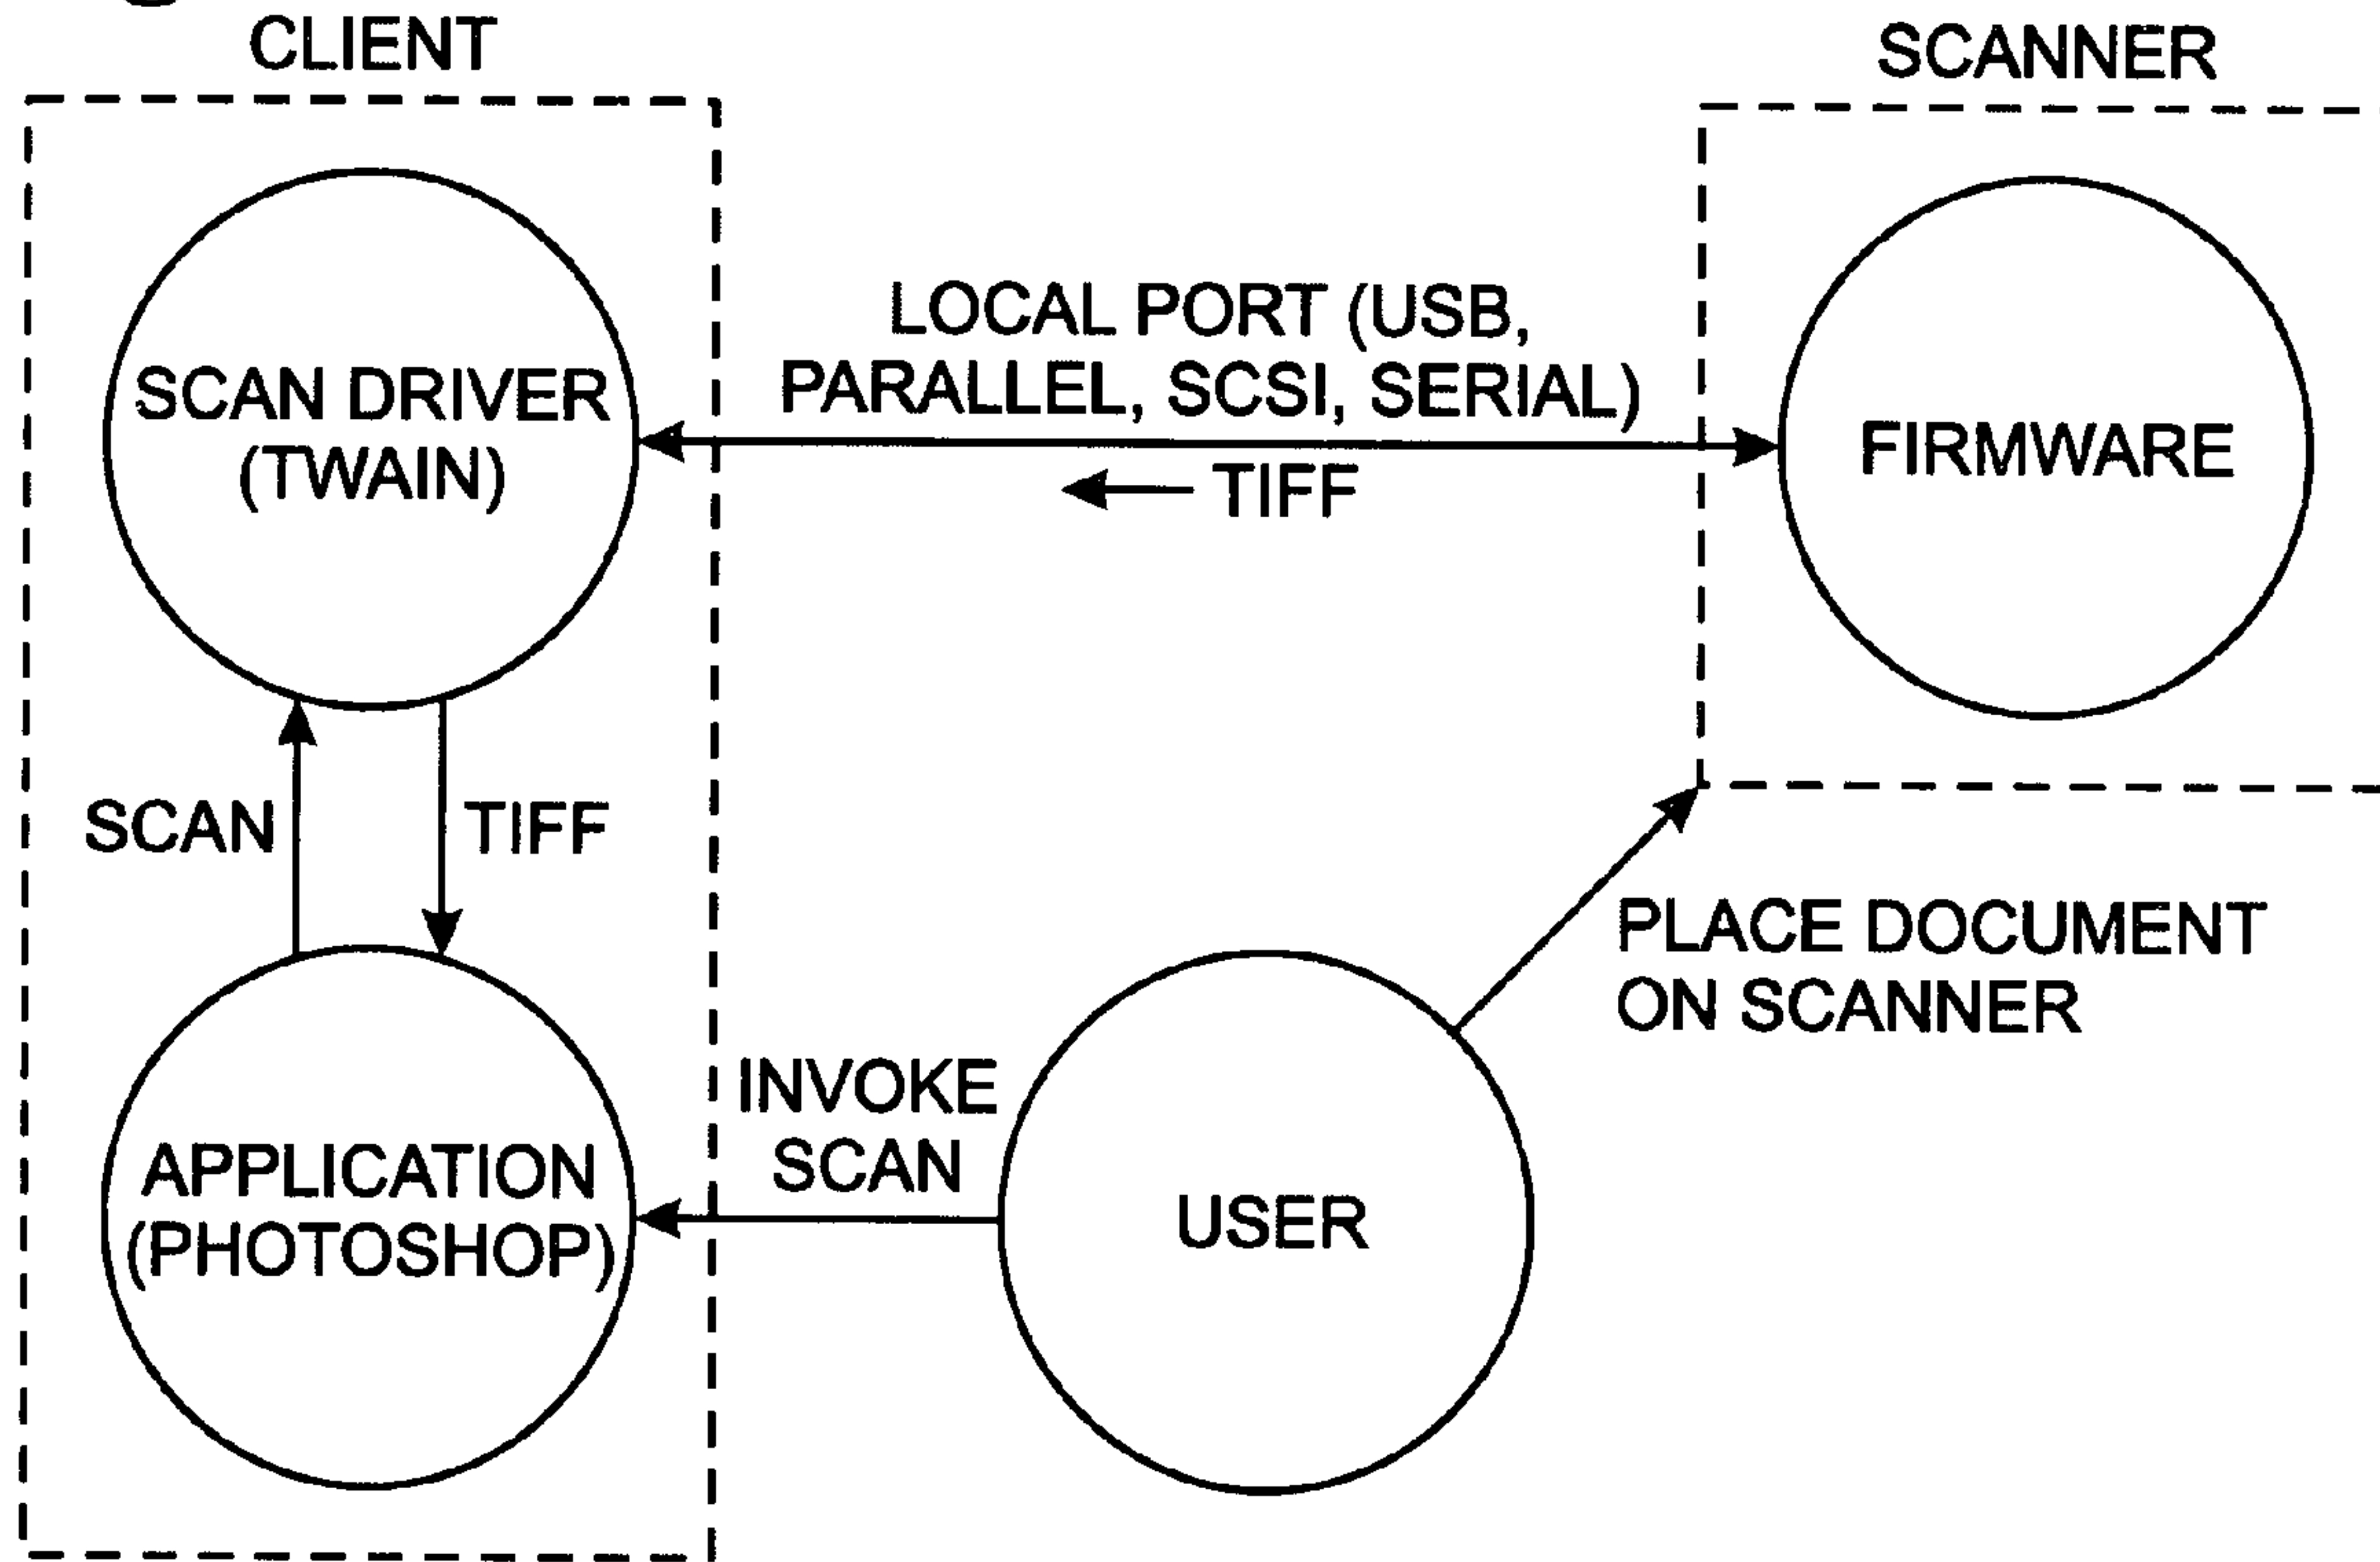 CLIENT
SCANNER
LOCAL PORT (USB,
PARALLEL, SCSI, SERIAL)
SCAN DRIVER
(TWAIN)
FIRMWARE
TIFF
SCAN
TIFF
PLACE DOCUMENT
ON SCANNER
INVOKE
SCAN
APPLICATION
(PHOTOSHOP)
USER